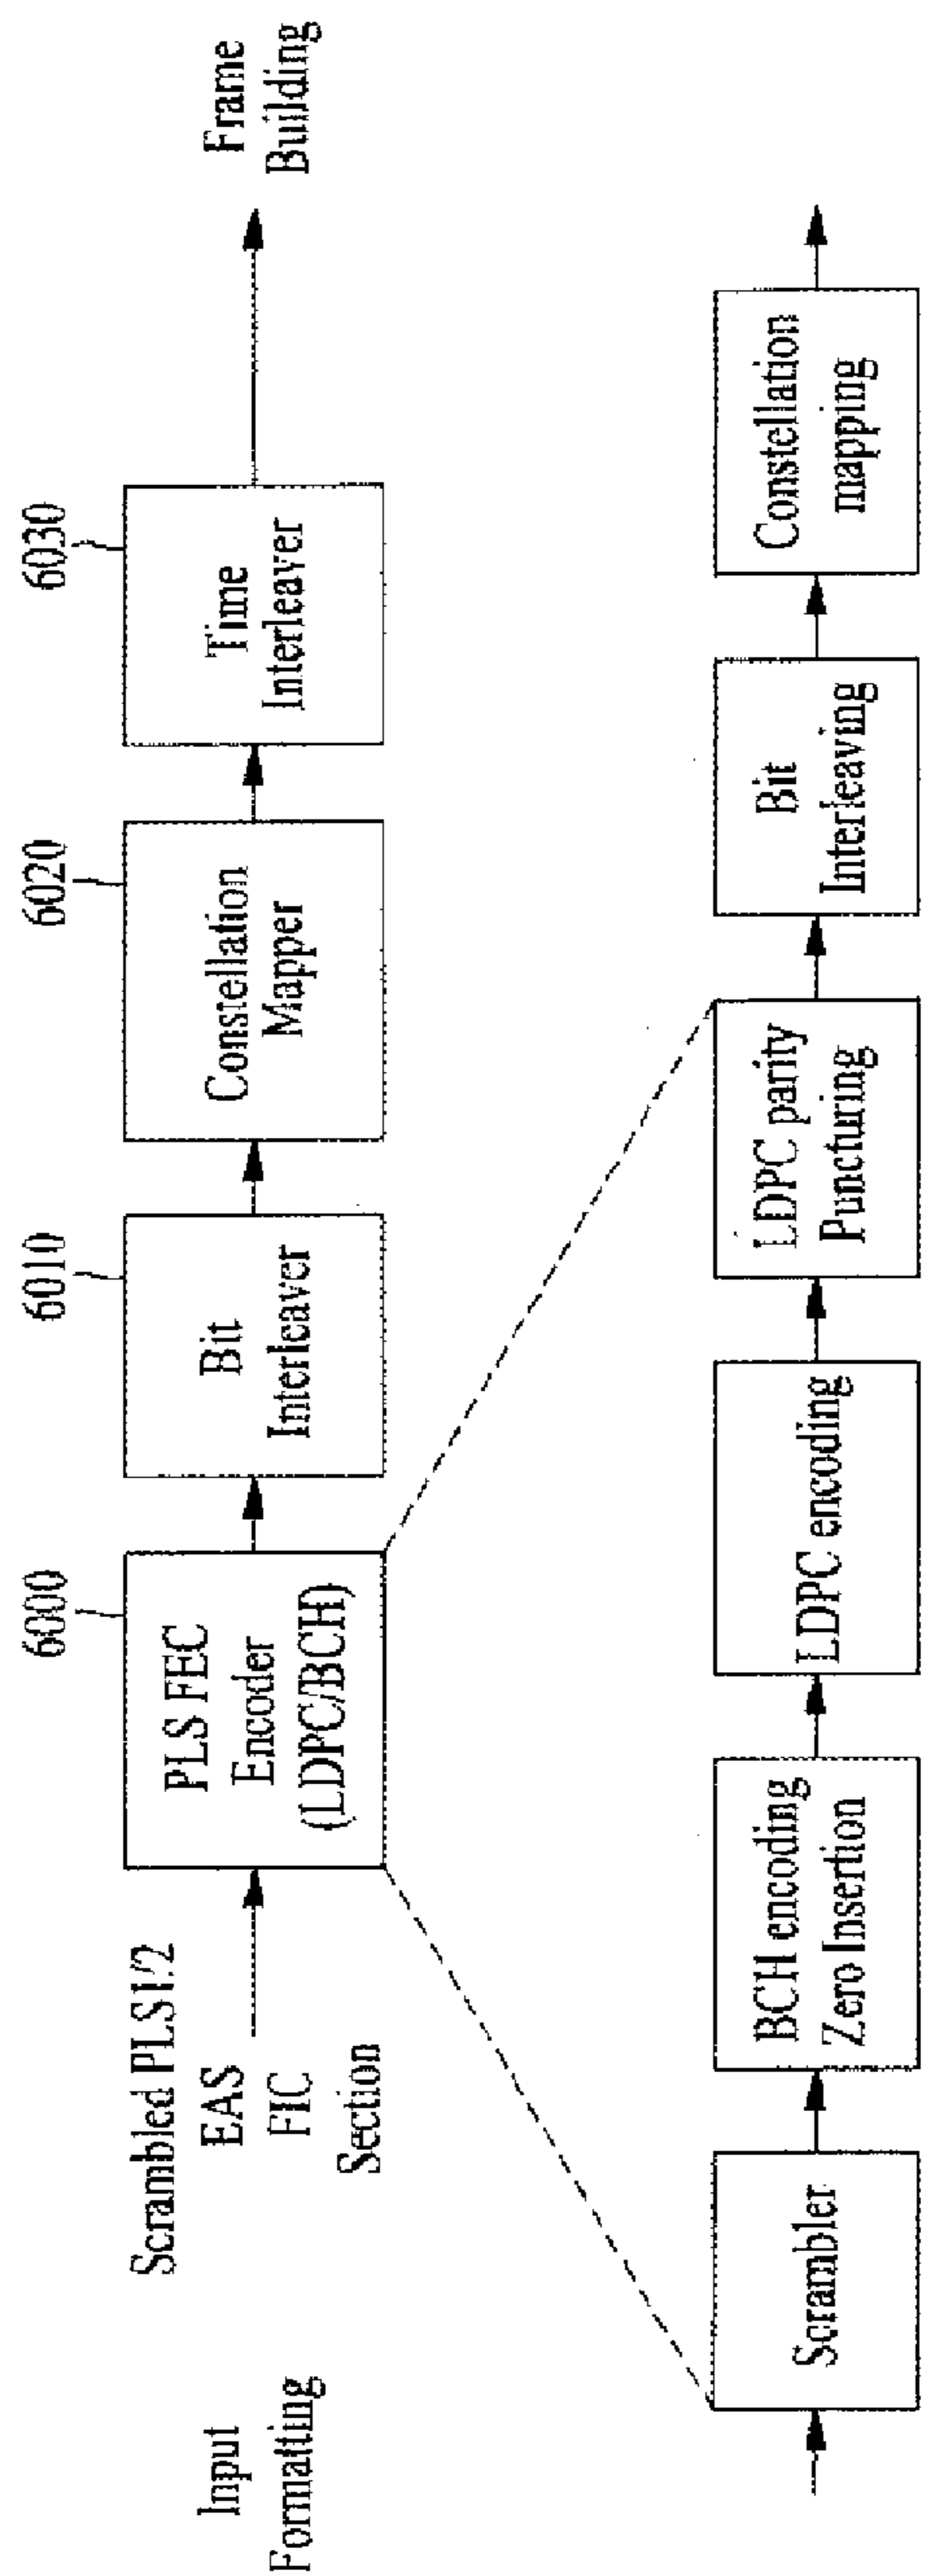 Input
Formatting
Scrambled PLS1/2
EAS
FIC
Section
6000
PLS FEC
Encoder
(LDPC/BCH)
6010
Bit
Interleaver
6020
Constellation
Mapper
6030
Time
Interleaver
Frame
Building
Scrambler
BCH encoding
Zero Insertion
LDPC encoding
LDPC parity
Puncturing
Bit
Interleaving
Constellation
mapping